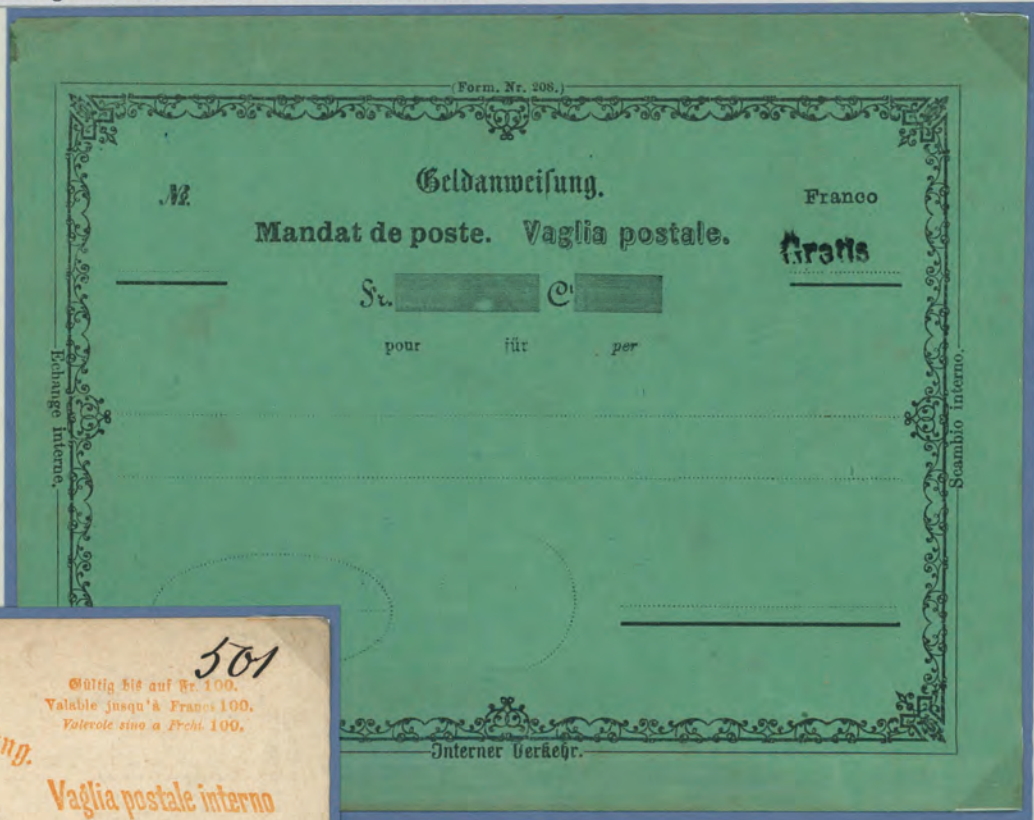 (Form. Nr. 208.)
Geldanweisung.
№.
Franco
Mandat de poste. Vaglia postale.
Gratis
Fr. Ct
pour für per
Echange interne.
Scambio interno.
Interner Verkehr.
501
Gültig bis auf Fr. 100.
Valable jusqu'à Francs 100.
Valevole sino a Frchi 100.
ng.
Vaglia postale interno